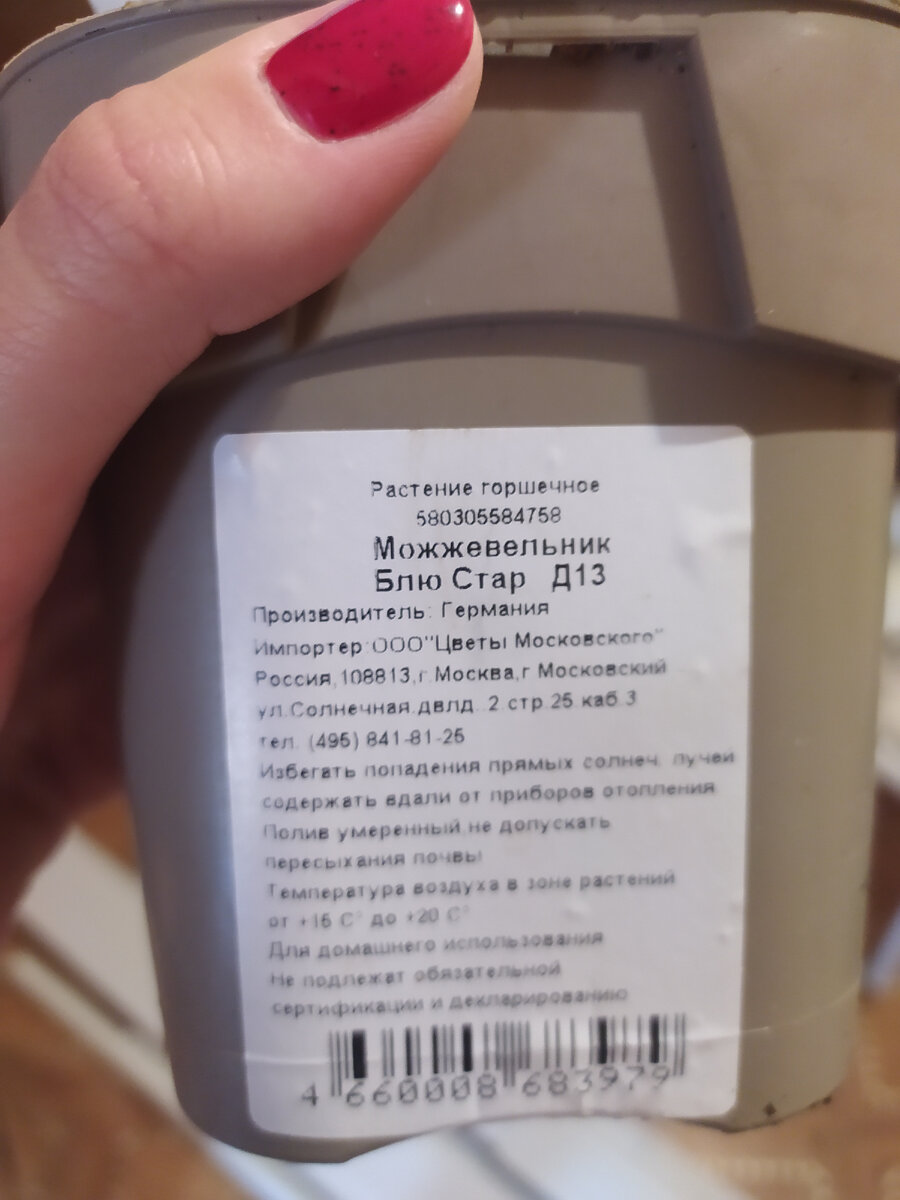 Растение горшечное
580305584758
Можжевельник
Блю Стар Д13
Производитель: Германия
Импортер:ООО"Цветы Московского"
Россия,108813,г.Москва,г Московский
ул.Солнечная.двлд. 2 стр.25 каб.3
тел. (495) 841-81-25
Избегать попадения прямых солнеч. лучей
содержать вдали от приборов отопления
Полив умеренный,не допускать
пересыхания почвы
Температура воздуха в зоне растений
от +15 С° до +20 С°
Для домашнего использования
Не подлежат обязательной
сертификации и декларированию
4 660008 683979